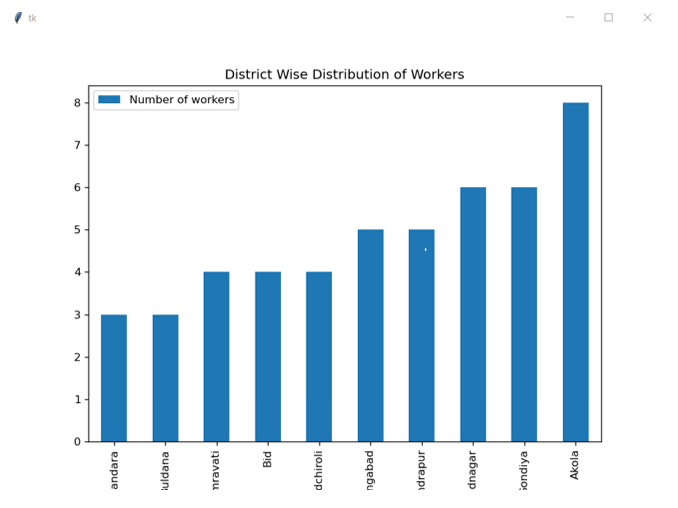 tk
District Wise Distribution of Workers
Number of workers
8
7
6
5
4
3
2
1
0
andara
uldana
mravati
Bid
dchiroli
ngabad
ndrapur
dnagar
ondiya
Akola